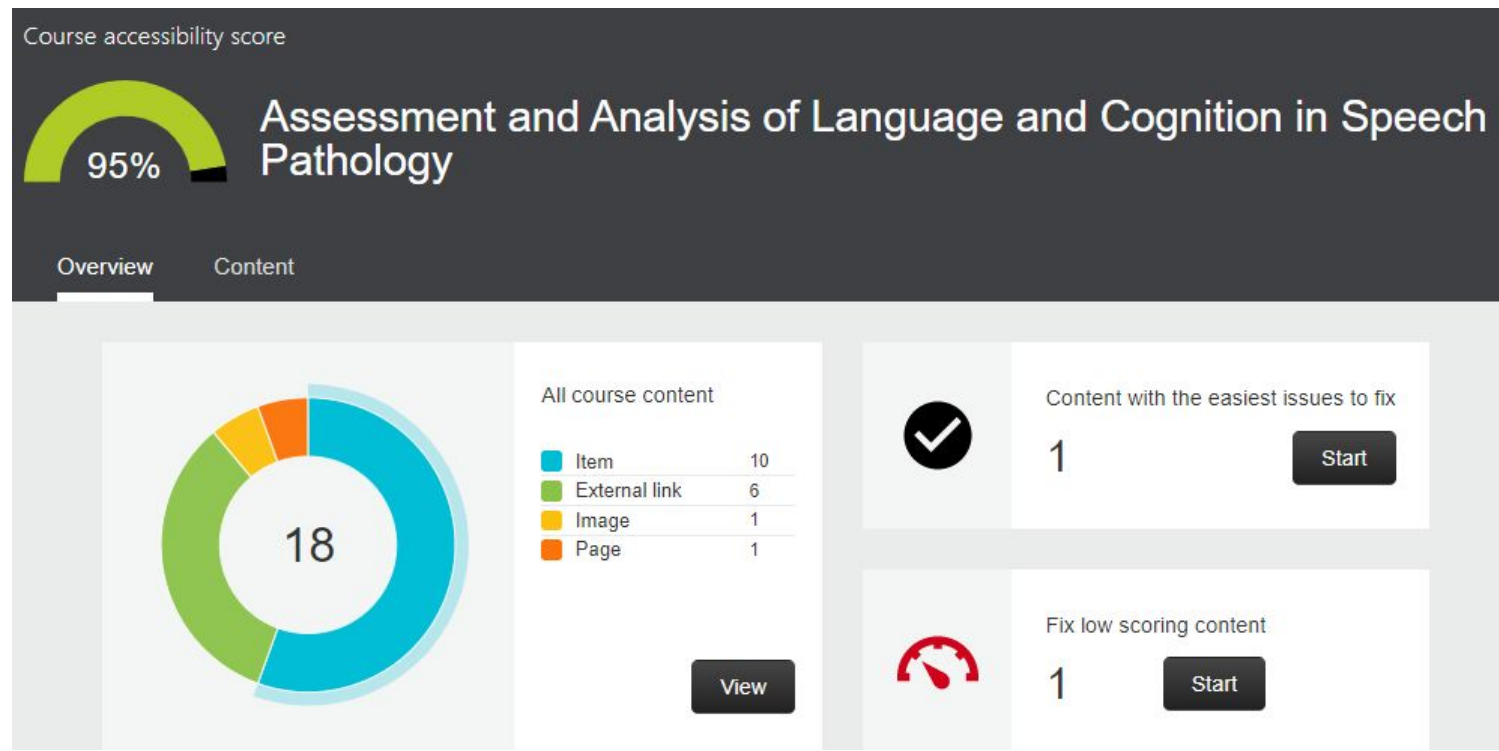 Course accessibility score
95%
Assessment and Analysis of Language and Cognition in Speech
Pathology
Overview Content
18
All course content
Item 10
External link 6
Image 1
Page 1
View
Content with the easiest issues to fix
1 Start
Fix low scoring content
1 Start